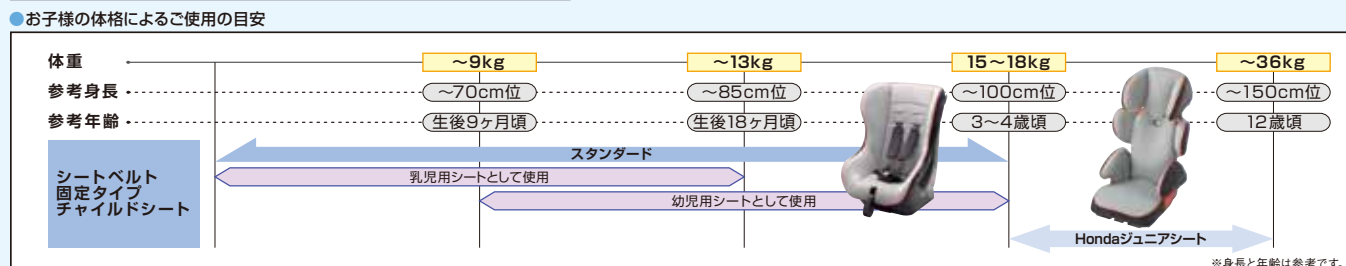 ●お子様の体格によるご使用の目安
体重 ~9kg ~13kg 15~18kg ~36kg
参考身長 ~70cm位 ~85cm位 ~100cm位 ~150cm位
参考年齢 生後9ヶ月頃 生後18ヶ月頃 3~4歳頃 12歳頃
シートベルト
固定タイプ
チャイルドシート
スタンダード
乳児用シートとして使用
幼児用シートとして使用
Hondaジュニアシート
※身長と年齢は参考です。